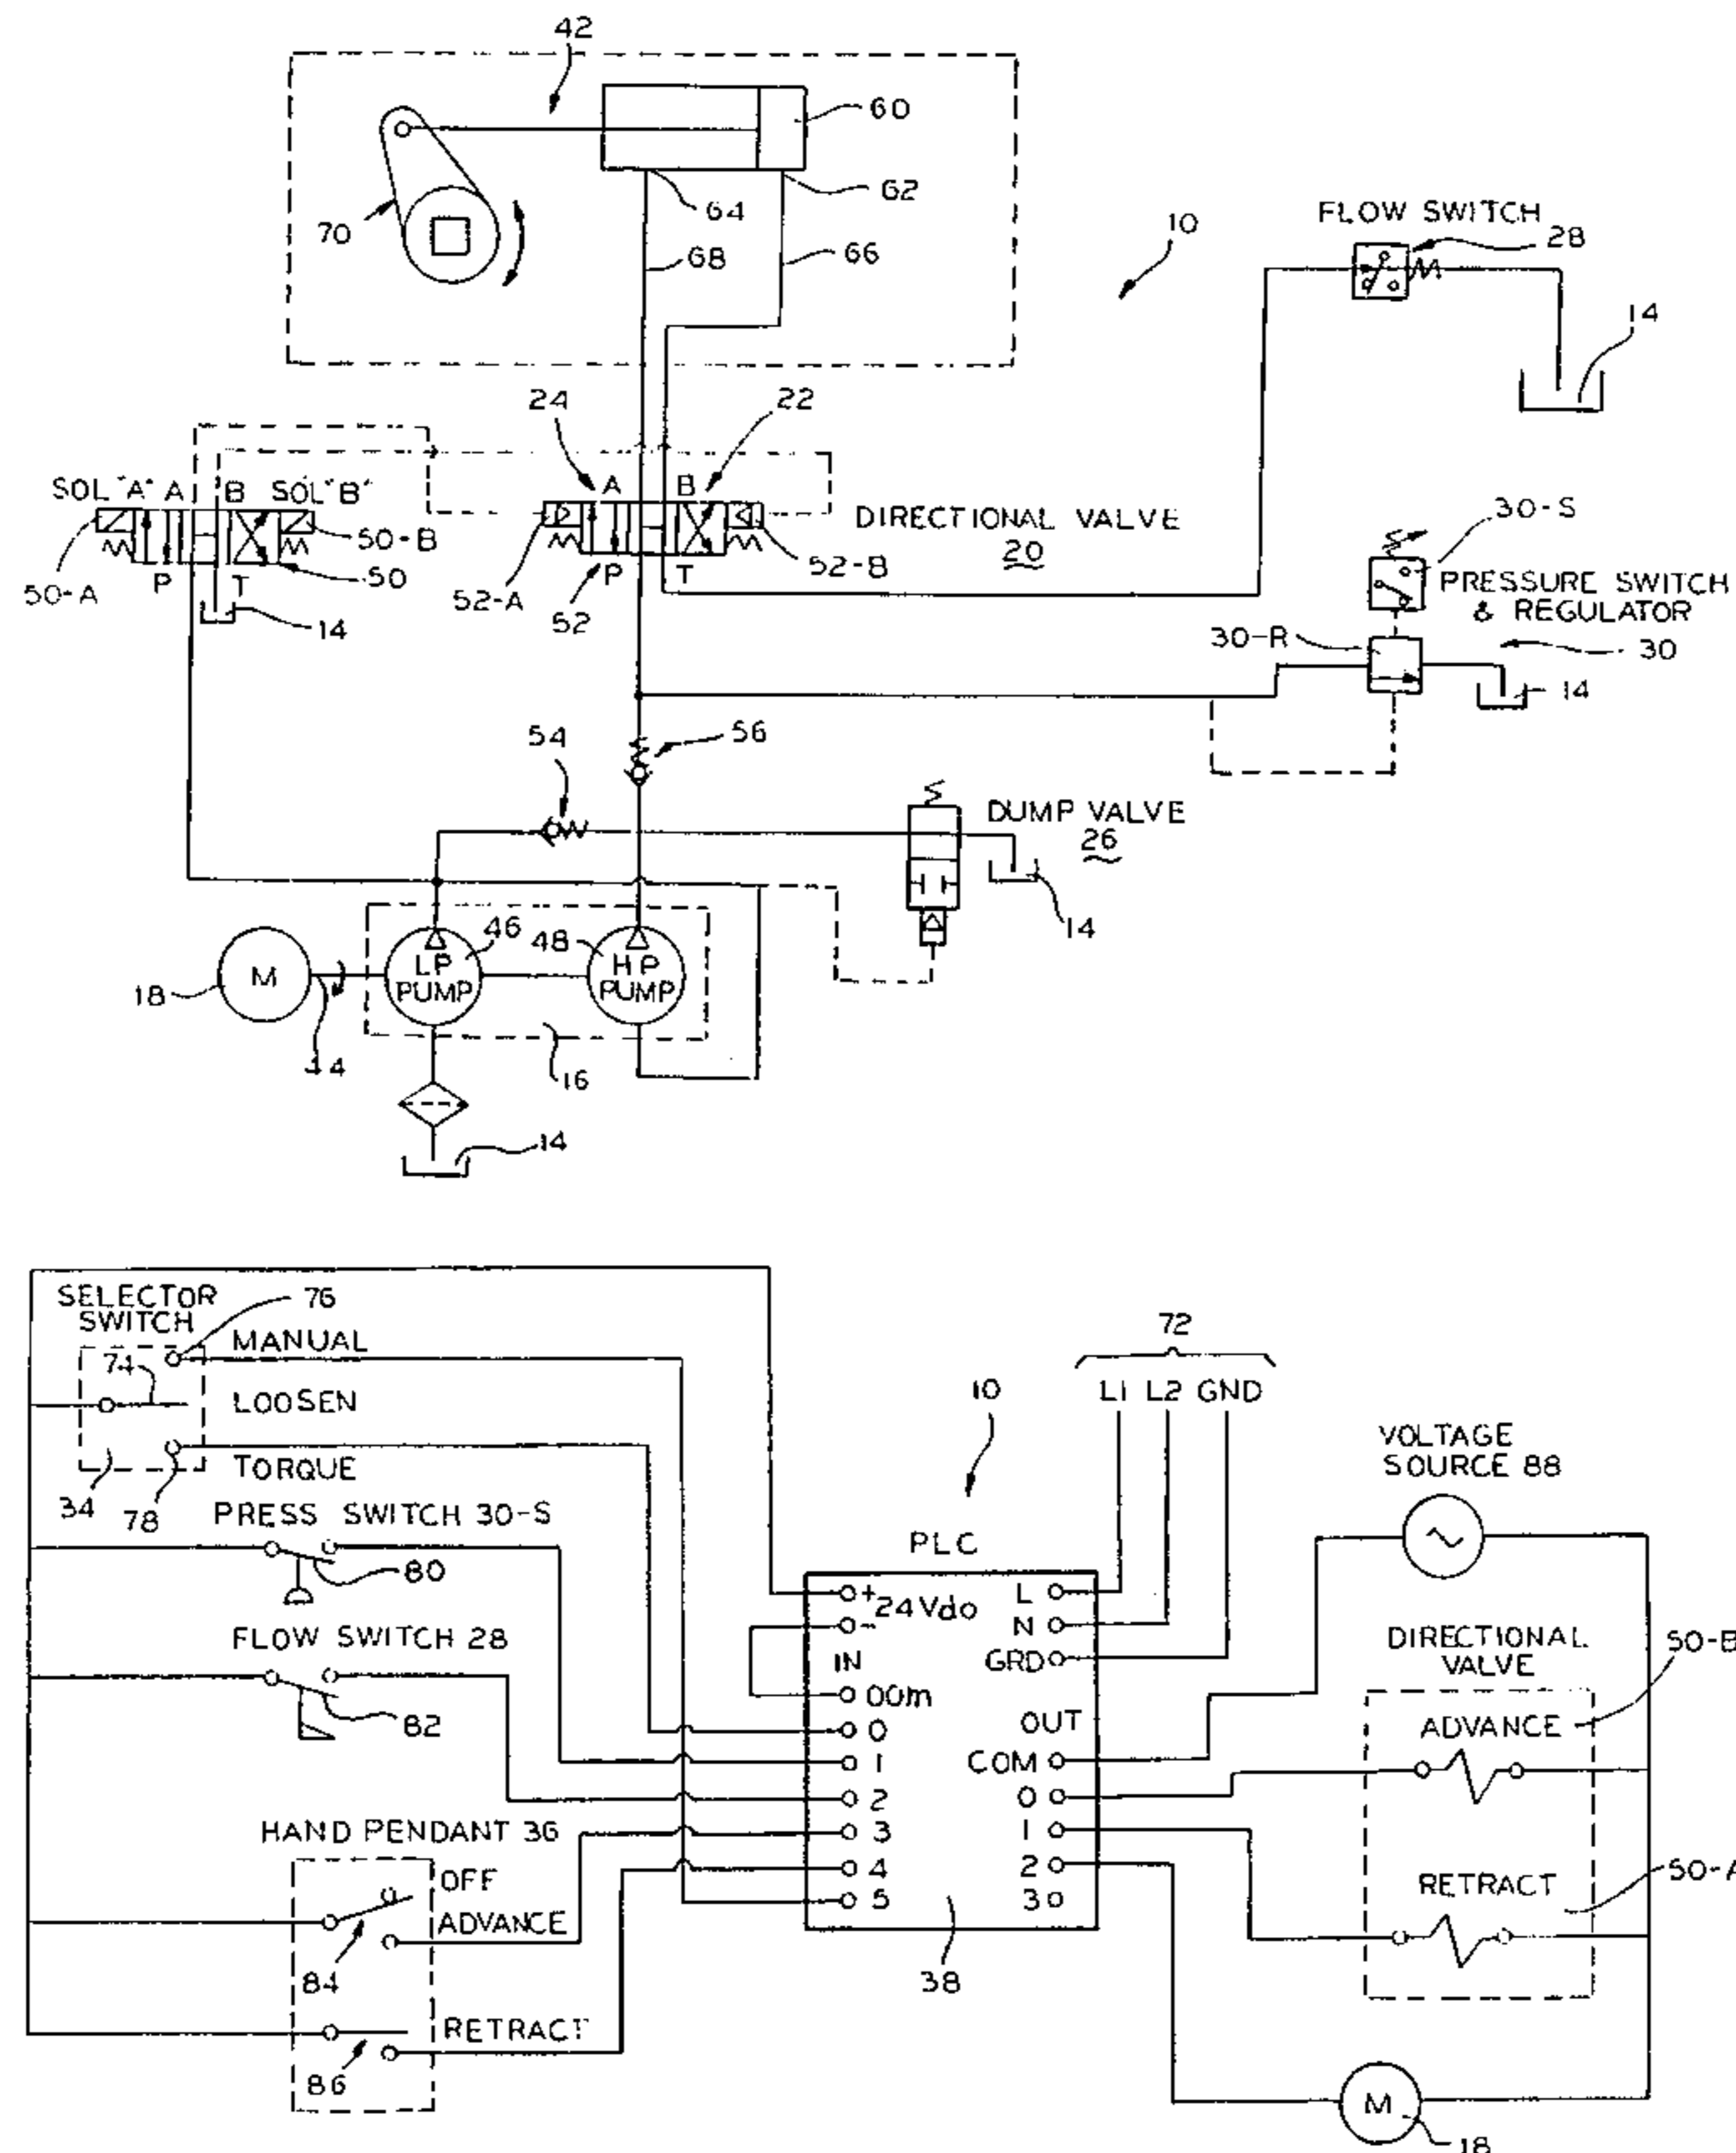 42
60
62
64
70
68
66
10
FLOW SWITCH
28
14
24
22
SOL "A" A B SOL "B"
A B
DIRECTIONAL VALVE
20
50-B
50
50-A
P T
14
52-A
P T
52
52-B
30-S
PRESSURE SWITCH
& REGULATOR
30-R
30
14
54
56
DUMP VALVE
26
14
46
48
LP
PUMP
HP
PUMP
M
18
44
16
14
SELECTOR
SWITCH
76
MANUAL
74
LOOSEN
TORQUE
34
78
PRESS SWITCH 30-S
80
FLOW SWITCH 28
82
HAND PENDANT 36
OFF
ADVANCE
84
RETRACT
86
72
L1 L2 GND
10
PLC
+
24Vdo
-
IN
00m
0
1
2
3
4
5
L
N
GRD
OUT
COM
0
1
2
3
38
VOLTAGE
SOURCE 88
DIRECTIONAL
VALVE
50-B
ADVANCE
RETRACT
50-A
M
18